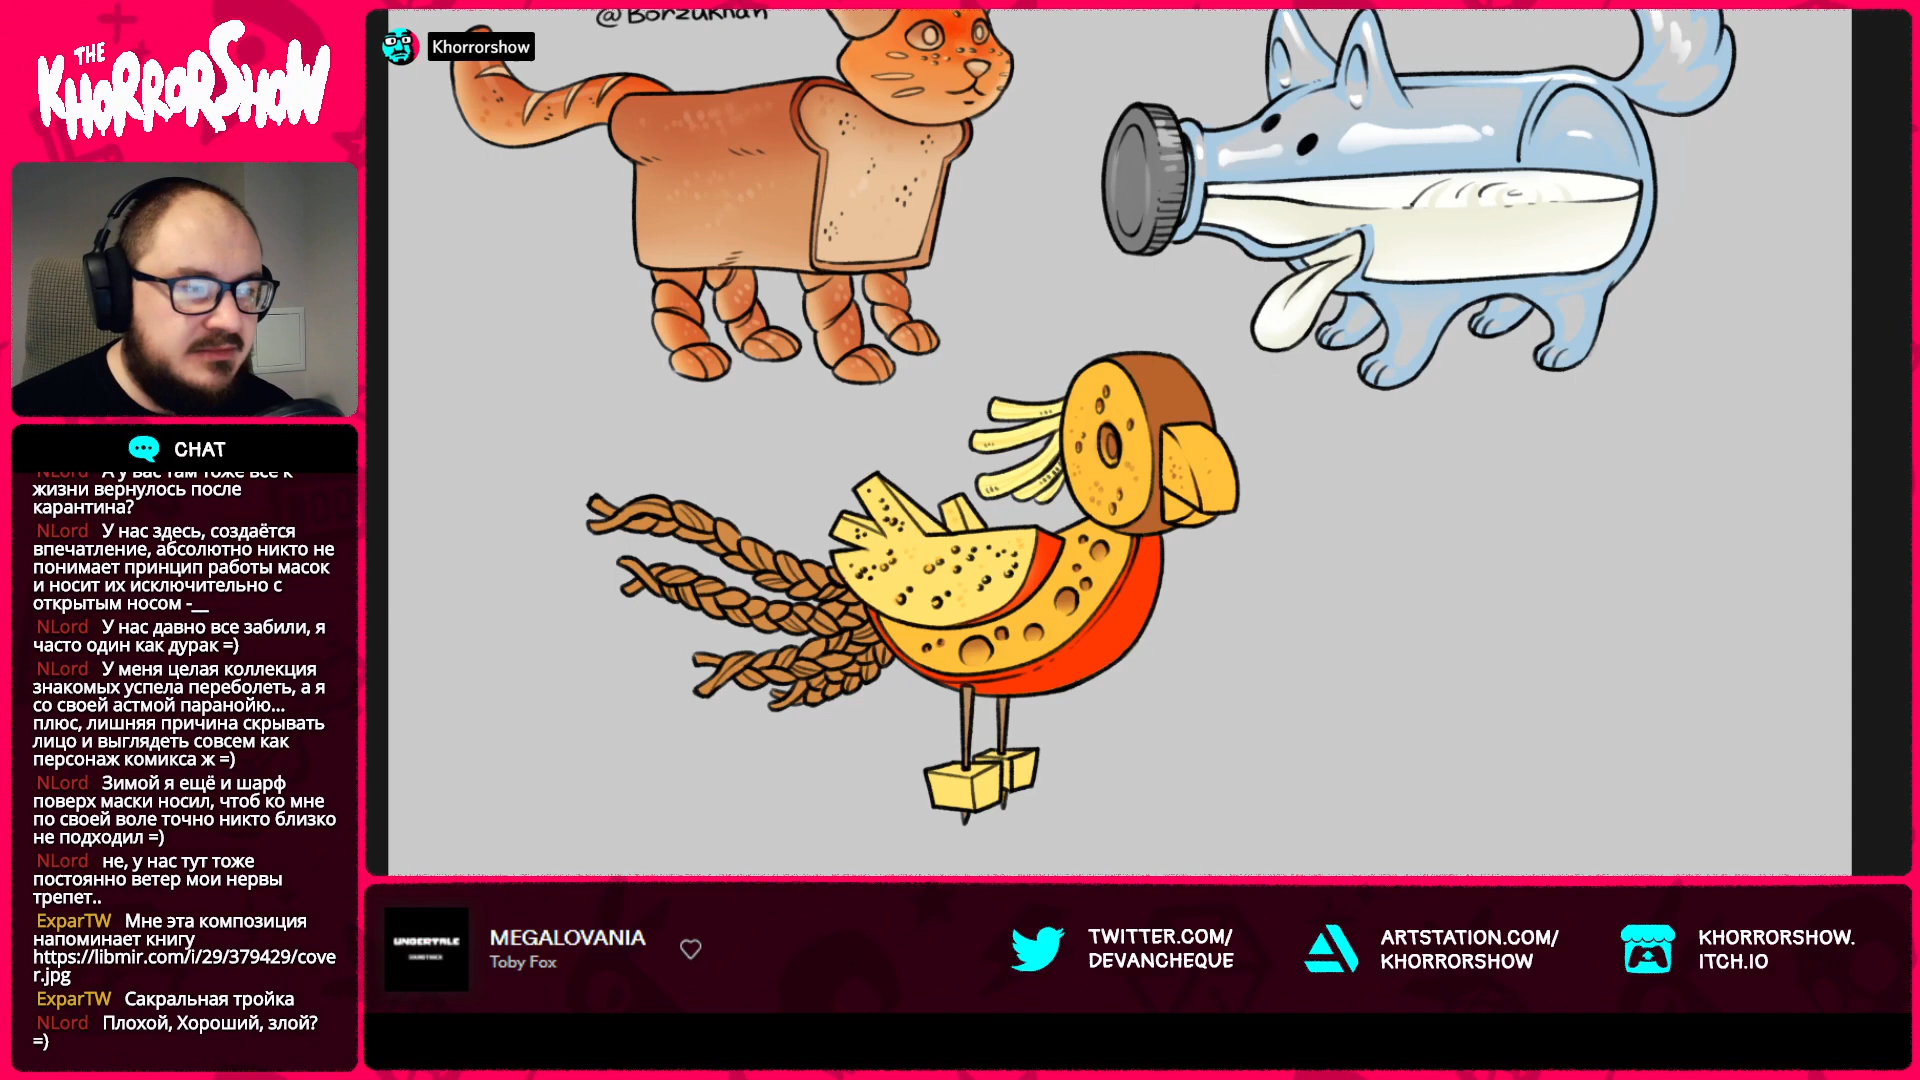 THE
KHORRORSHOW
@Borzukhan
Khorrorshow
CHAT
NLord А у вас там тоже все к
жизни вернулось после
карантина?
NLord У нас здесь, создаётся
впечатление, абсолютно никто не
понимает принцип работы масок
и носит их исключительно с
открытым носом -__
NLord У нас давно все забили, я
часто один как дурак =)
NLord У меня целая коллекция
знакомых успела переболеть, а я
со своей астмой паранойю...
плюс, лишняя причина скрывать
лицо и выглядеть совсем как
персонаж комикса ж =)
NLord Зимой я ещё и шарф
поверх маски носил, чтоб ко мне
по своей воле точно никто близко
не подходил =)
NLord не, у нас тут тоже
постоянно ветер мои нервы
трепет..
ExparTW Мне эта композиция
напоминает книгу
https://libmir.com/i/29/379429/cove
r.jpg
ExparTW Сакральная тройка
NLord Плохой, Хороший, злой?
=)
UNDERTALE
SOUNDTRACK
MEGALOVANIA
Toby Fox
TWITTER.COM/
DEVANCHEQUE
ARTSTATION.COM/
KHORRORSHOW
KHORRORSHOW.
ITCH.IO